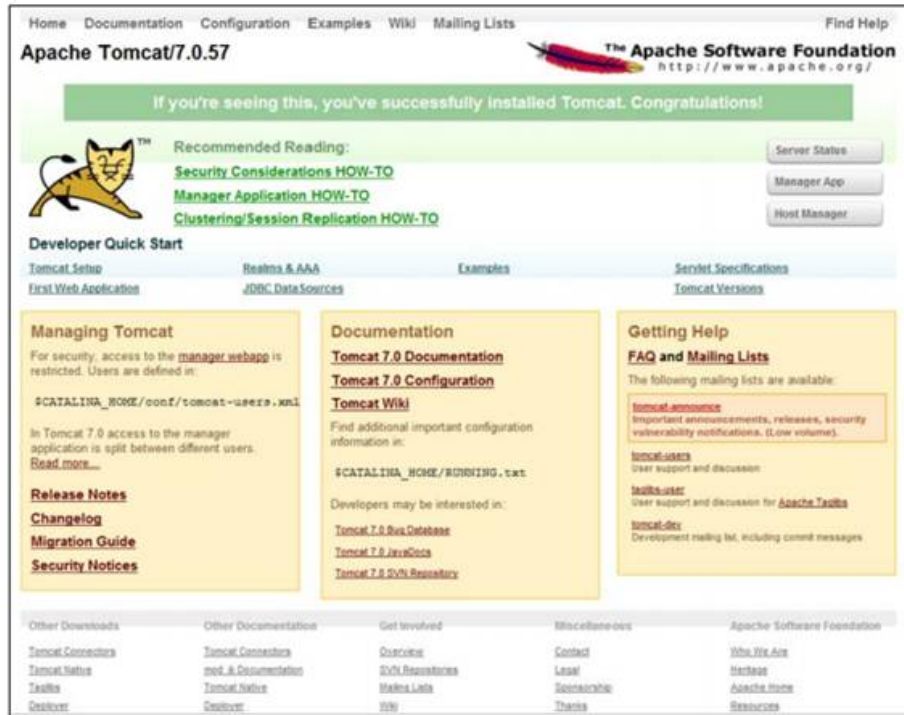 Home Documentation Configuration Examples Wiki Mailing Lists Find Help
Apache Tomcat/7.0.57
The Apache Software Foundation
http://www.apache.org/
If you're seeing this, you've successfully installed Tomcat. Congratulations!
TM
Recommended Reading:
Security Considerations HOW-TO
Manager Application HOW-TO
Clustering/Session Replication HOW-TO
Server Status
Manager App
Host Manager
Developer Quick Start
Tomcat Setup
First Web Application
Realms & AAA
JDBC DataSources
Examples
Servlet Specifications
Tomcat Versions
Managing Tomcat
For security, access to the manager webapp is
restricted. Users are defined in:
$CATALINA_HOME/conf/tomcat-users.xml
In Tomcat 7.0 access to the manager
application is split between different users.
Read more...
Release Notes
Changelog
Migration Guide
Security Notices
Documentation
Tomcat 7.0 Documentation
Tomcat 7.0 Configuration
Tomcat Wiki
Find additional important configuration
information in:
$CATALINA_HOME/RUNNING.txt
Developers may be interested in:
Tomcat 7.0 Bug Database
Tomcat 7.0 JavaDocs
Tomcat 7.0 SVN Repository
Getting Help
FAQ and Mailing Lists
The following mailing lists are available:
tomcat-announce
Important announcements, releases, security
vulnerability notifications. (Low volume).
tomcat-users
User support and discussion
taglibs-user
User support and discussion for Apache Taglibs
tomcat-dev
Development mailing list, including commit messages
Other Downloads
Tomcat Connectors
Tomcat Native
Taglibs
Deployer
Other Documentation
Tomcat Connectors
mod_jk Documentation
Tomcat Native
Deployer
Get Involved
Overview
SVN Repositories
Mailing Lists
Wiki
Miscellaneous
Contact
Legal
Sponsorship
Thanks
Apache Software Foundation
Who We Are
Heritage
Apache Home
Resources